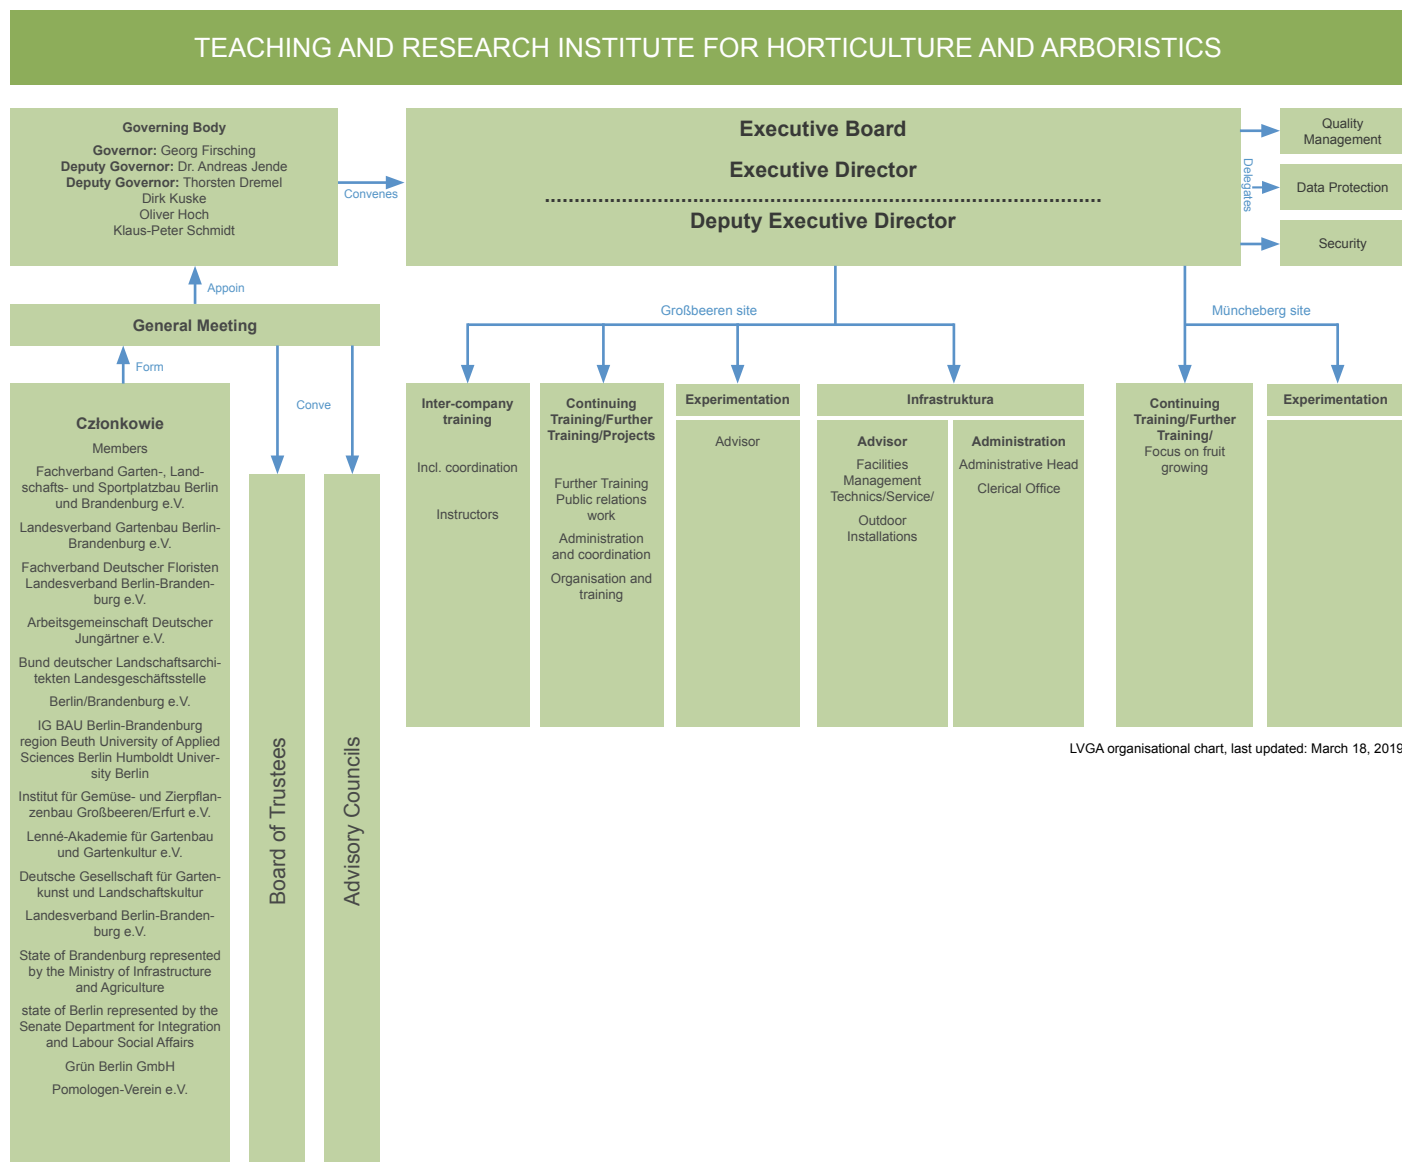 TEACHING AND RESEARCH INSTITUTE FOR HORTICULTURE AND ARBORISTICS
Governing Body
Governor: Georg Firsching
Deputy Governor: Dr. Andreas Jende
Deputy Governor: Thorsten Dremel
Dirk Kuske
Oliver Hoch
Klaus-Peter Schmidt
Convenes
Executive Board
Executive Director
Deputy Executive Director
Delegates
Quality
Management
Data Protection
Security
Appoin
General Meeting
Form
Conve
Członkowie
Members
Fachverband Garten-, Land-
schafts- und Sportplatzbau Berlin
und Brandenburg e.V.
Landesverband Gartenbau Berlin-
Brandenburg e.V.
Fachverband Deutscher Floristen
Landesverband Berlin-Branden-
burg e.V.
Arbeitsgemeinschaft Deutscher
Jungärtner e.V.
Bund deutscher Landschaftsarchi-
tekten Landesgeschäftsstelle
Berlin/Brandenburg e.V.
IG BAU Berlin-Brandenburg
region Beuth University of Applied
Sciences Berlin Humboldt Univer-
sity Berlin
Institut für Gemüse- und Zierpflan-
zenbau Großbeeren/Erfurt e.V.
Lenné-Akademie für Gartenbau
und Gartenkultur e.V.
Deutsche Gesellschaft für Garten-
kunst und Landschaftskultur
Landesverband Berlin-Branden-
burg e.V.
State of Brandenburg represented
by the Ministry of Infrastructure
and Agriculture
state of Berlin represented by the
Senate Department for Integration
and Labour Social Affairs
Grün Berlin GmbH
Pomologen-Verein e.V.
Board of Trustees
Advisory Councils
Großbeeren site
Inter-company
training
Incl. coordination
Instructors
Continuing
Training/Further
Training/Projects
Further Training
Public relations
work
Administration
and coordination
Organisation and
training
Experimentation
Advisor
Infrastruktura
Advisor
Facilities
Management
Technics/Service/
Outdoor
Installations
Administration
Administrative Head
Clerical Office
Müncheberg site
Continuing
Training/Further
Training/
Focus on fruit
growing
Experimentation
LVGA organisational chart, last updated: March 18, 2019